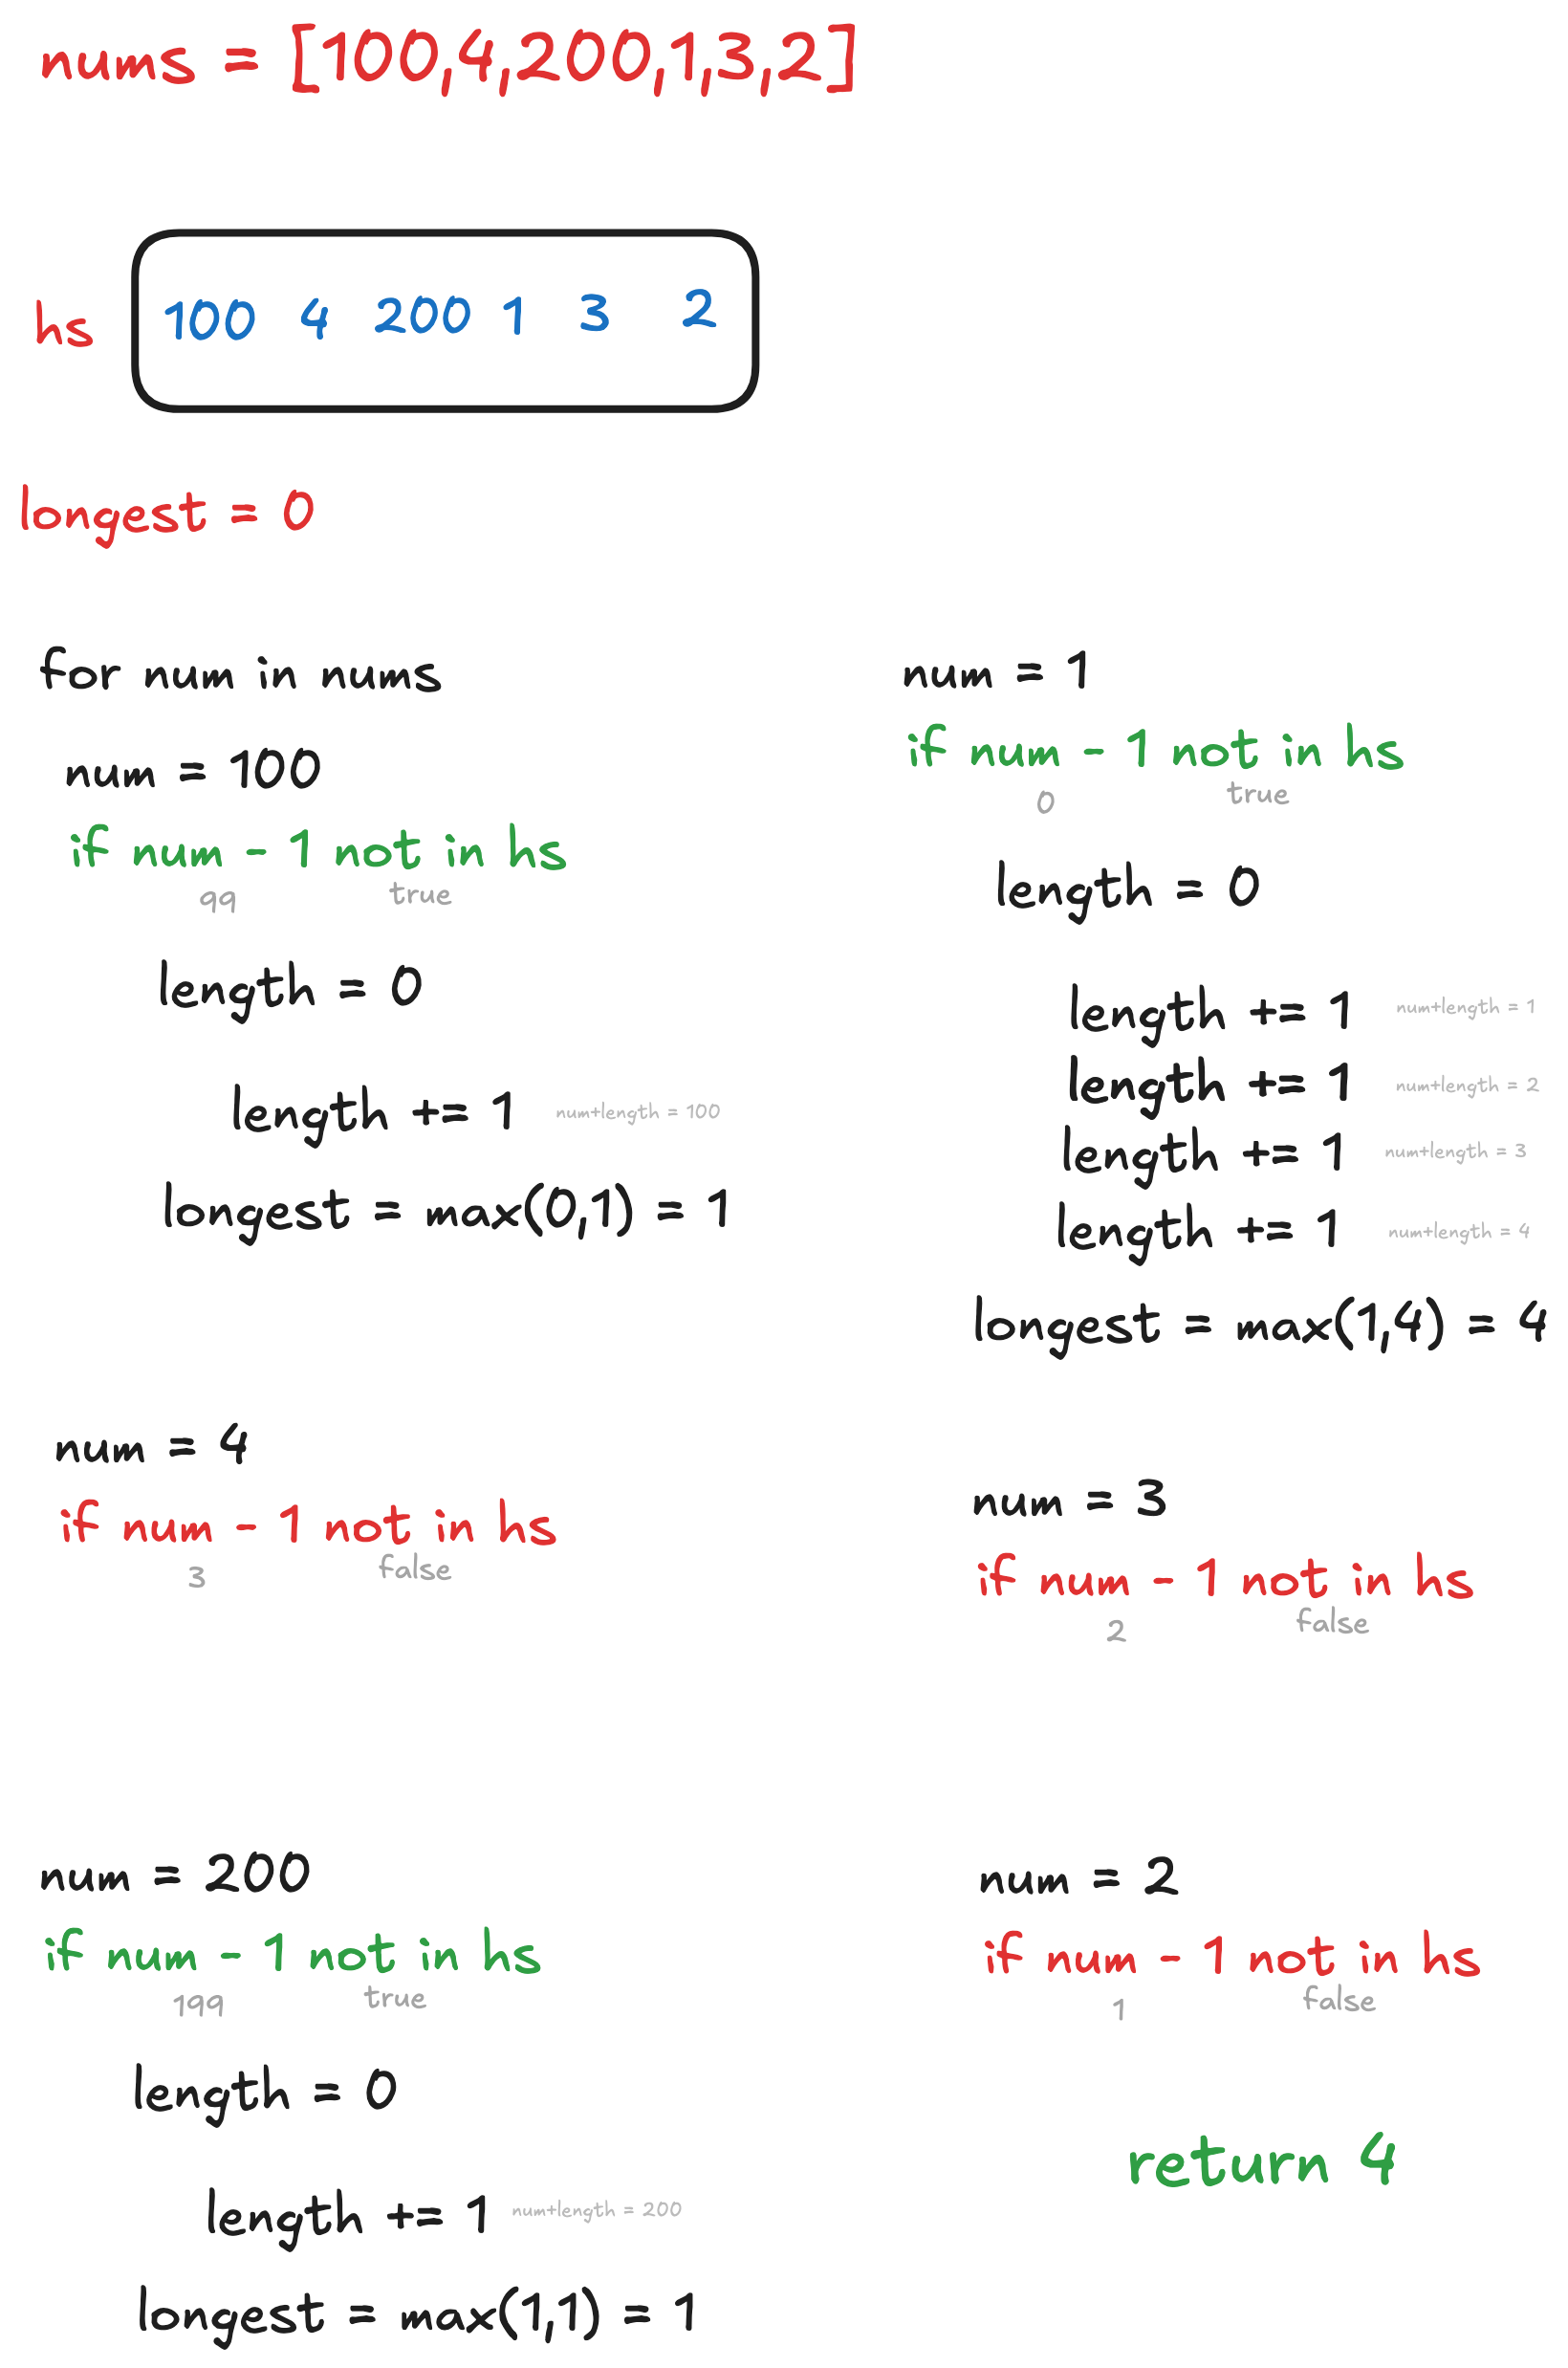 nums = [100,4,200,1,3,2]
hs
100 4 200 1 3 2
longest = 0
for num in nums
num = 100
if num - 1 not in hs
99 true
length = 0
length += 1 num+length = 100
longest = max(0,1) = 1
num = 4
if num - 1 not in hs
3 false
num = 200
if num - 1 not in hs
199 true
length = 0
length += 1 num+length = 200
longest = max(1,1) = 1
num = 1
if num - 1 not in hs
0 true
length = 0
length += 1 num+length = 1
length += 1 num+length = 2
length += 1 num+length = 3
length += 1 num+length = 4
longest = max(1,4) = 4
num = 3
if num - 1 not in hs
2 false
num = 2
if num - 1 not in hs
1 false
return 4